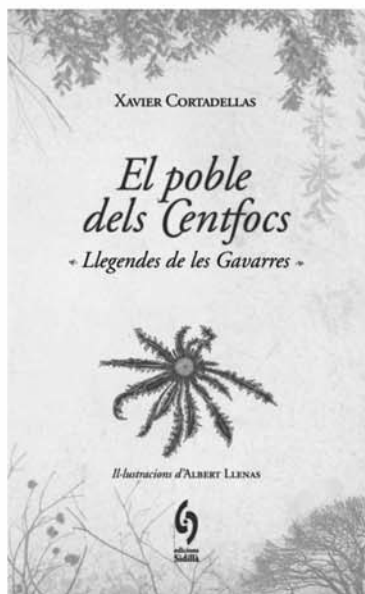 XAVIER CORTADELLAS
El poble
dels Centfocs
Llegendes de les Gavarres
Il·lustracions d'ALBERT LLENAS
edicions
Sidillà